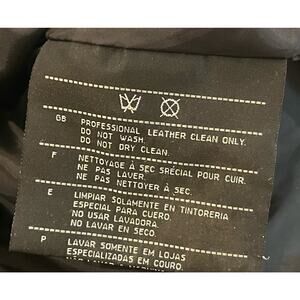 GB PROFESSIONAL LEATHER CLEAN ONLY.
DO NOT WASH.
DO NOT DRY CLEAN.
F NETTOYAGE À SEC SPÉCIAL POUR CUIR.
NE PAS LAVER.
NE PAS NETTOYER À SEC.
E LIMPIAR SOLAMENTE EN TINTORERIA
ESPECIAL PARA CUERO.
NO USAR LAVADORA.
NO LAVAR EN SECO.
P LAVAR SOMENTE EM LOJAS
ESPECIALIZADAS EM COURO.